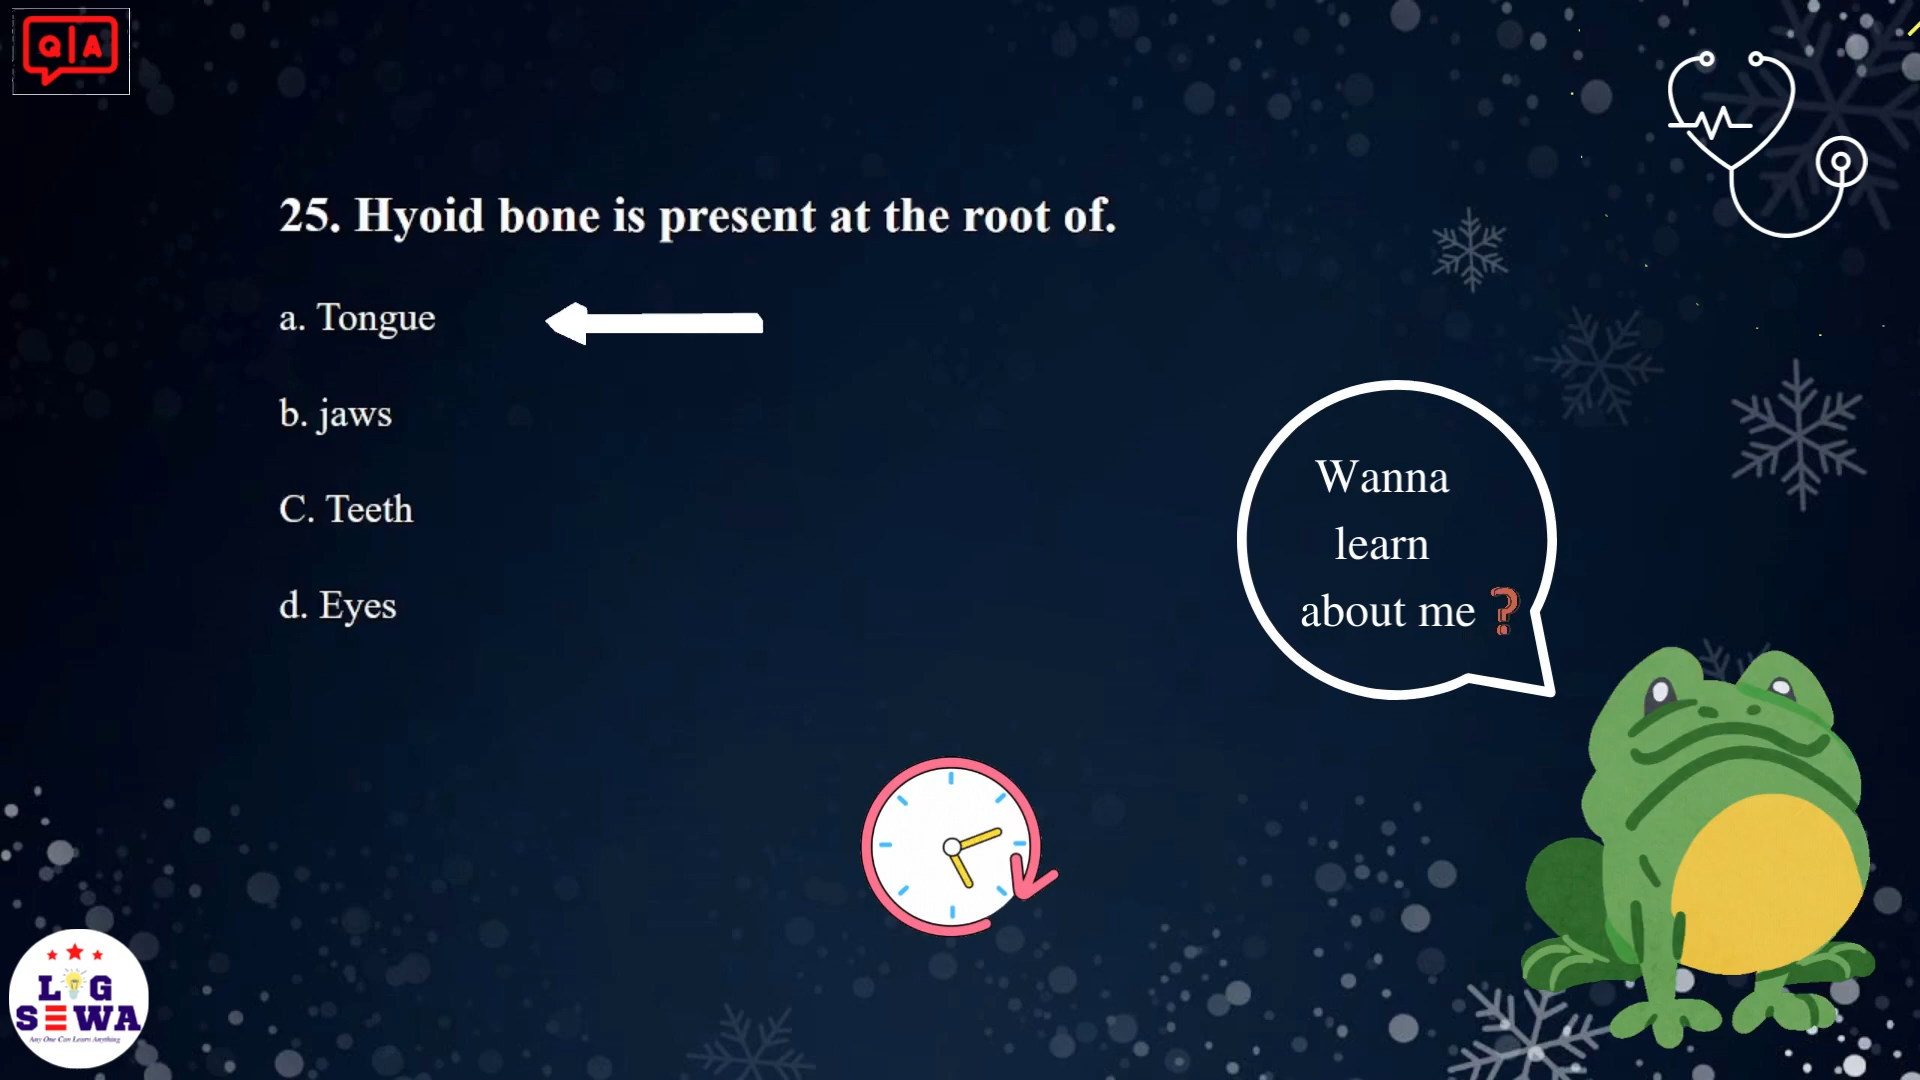 Q|A
25. Hyoid bone is present at the root of.
a. Tongue
b. jaws
C. Teeth
d. Eyes
Wanna
learn
about me ?
L G
SEWA
Any One Can Learn Anything